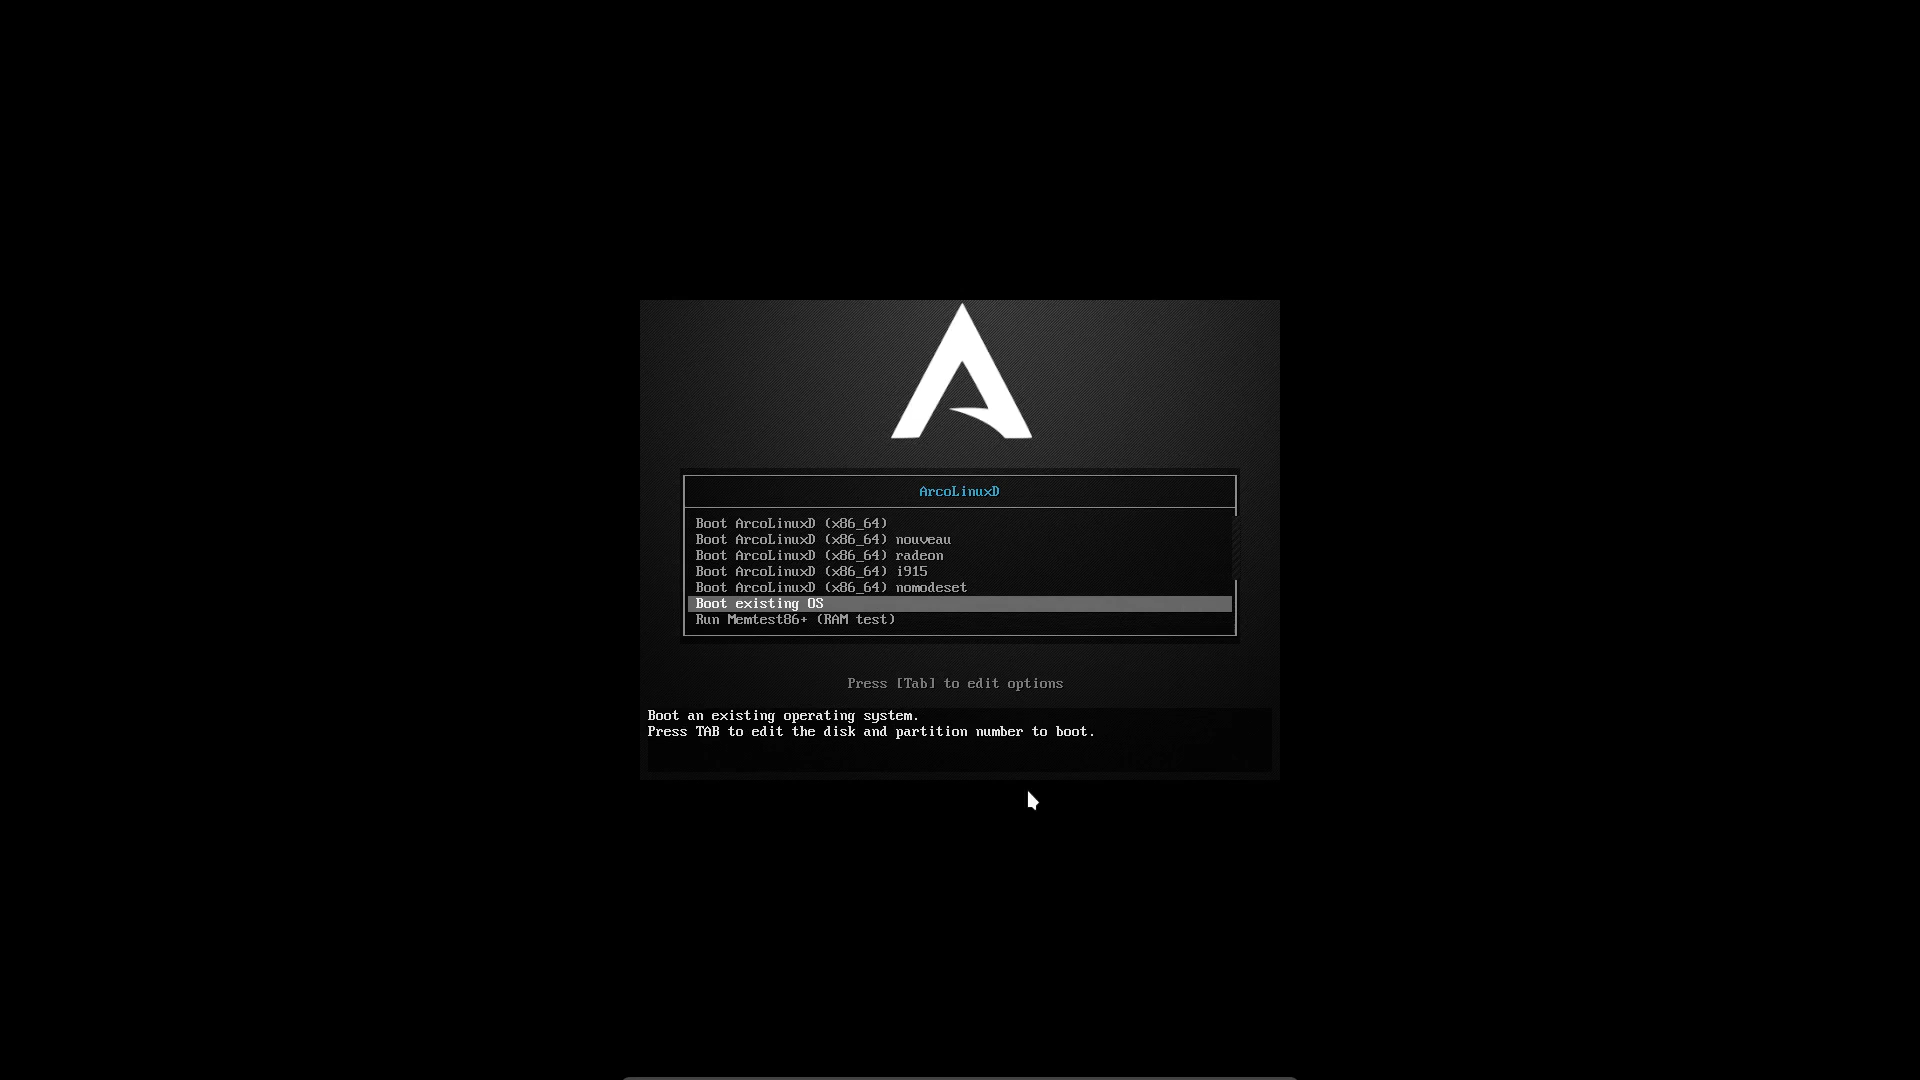 ArcoLinuxD
Boot ArcoLinuxD (x86_64)
Boot ArcoLinuxD (x86_64) nouveau
Boot ArcoLinuxD (x86_64) radeon
Boot ArcoLinuxD (x86_64) i915
Boot ArcoLinuxD (x86_64) nomodeset
Boot existing OS
Run Memtest86+ (RAM test)
Press [Tab] to edit options
Boot an existing operating system.
Press TAB to edit the disk and partition number to boot.